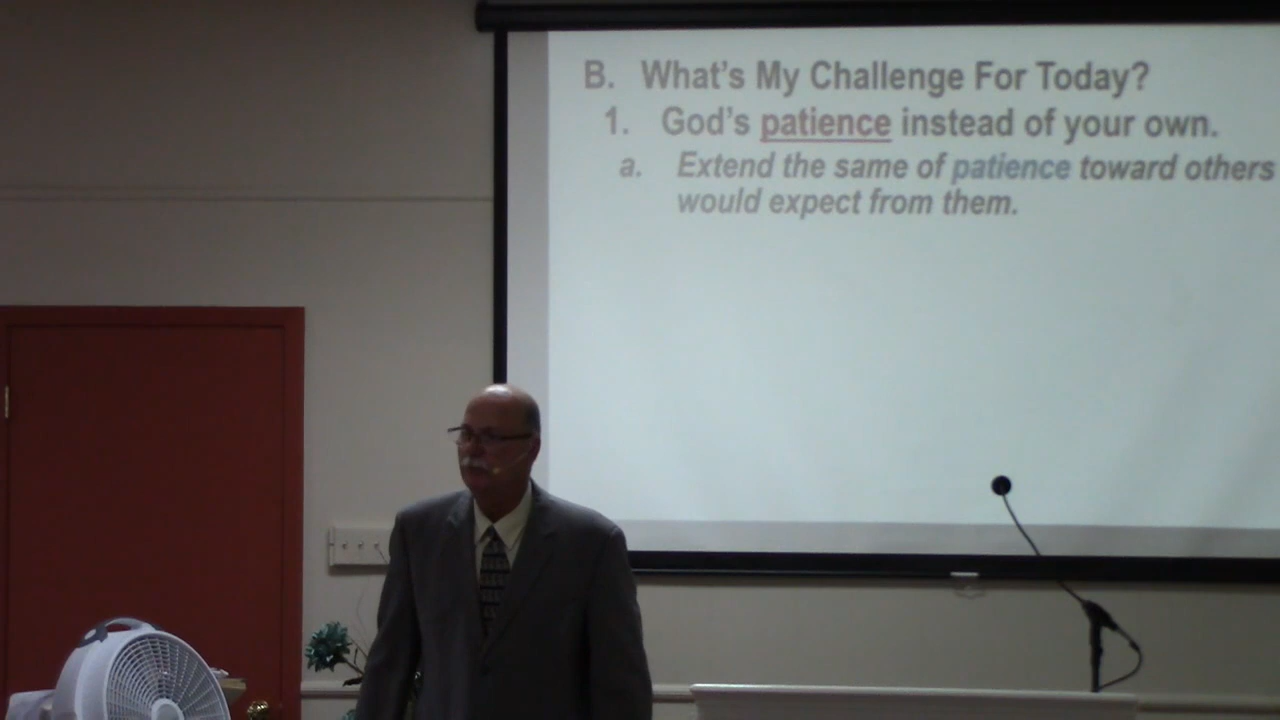 B. What's My Challenge For Today?
1. God's patience instead of your own.
a. Extend the same of patience toward others
would expect from them.